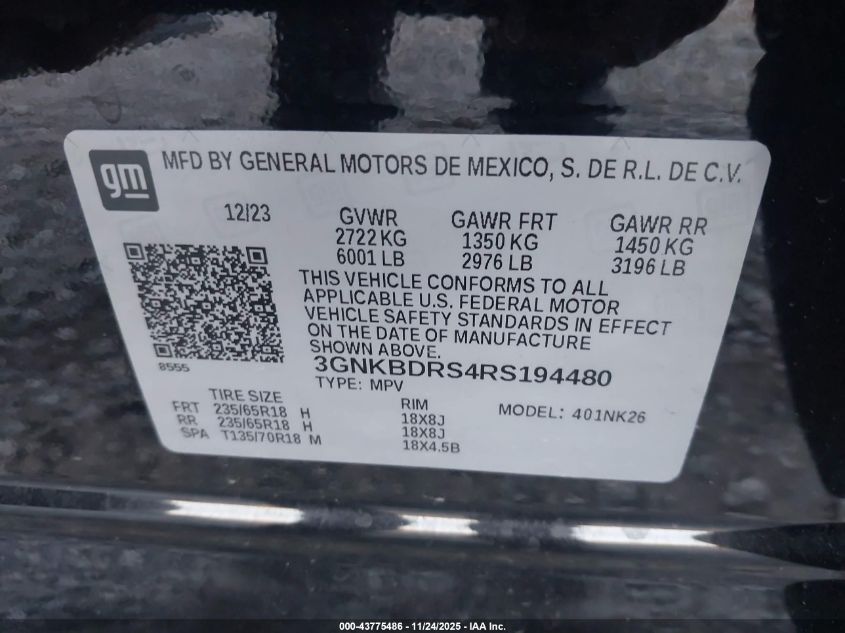 gm
MFD BY GENERAL MOTORS DE MEXICO, S. DE R.L. DE C.V.
12/23 GVWR GAWR FRT GAWR RR
2722 KG 1350 KG 1450 KG
6001 LB 2976 LB 3196 LB
THIS VEHICLE CONFORMS TO ALL
APPLICABLE U.S. FEDERAL MOTOR
VEHICLE SAFETY STANDARDS IN EFFECT
ON THE DATE OF MANUFACTURE
SHOWN ABOVE.
8555
3GNKBDRS4RS194480
TYPE: MPV
TIRE SIZE RIM MODEL: 401NK26
FRT 235/65R18 H 18X8J
RR 235/65R18 H 18X8J
SPA T135/70R18 M 18X4.5B
000-43775486 - 11/24/2025 - IAA Inc.